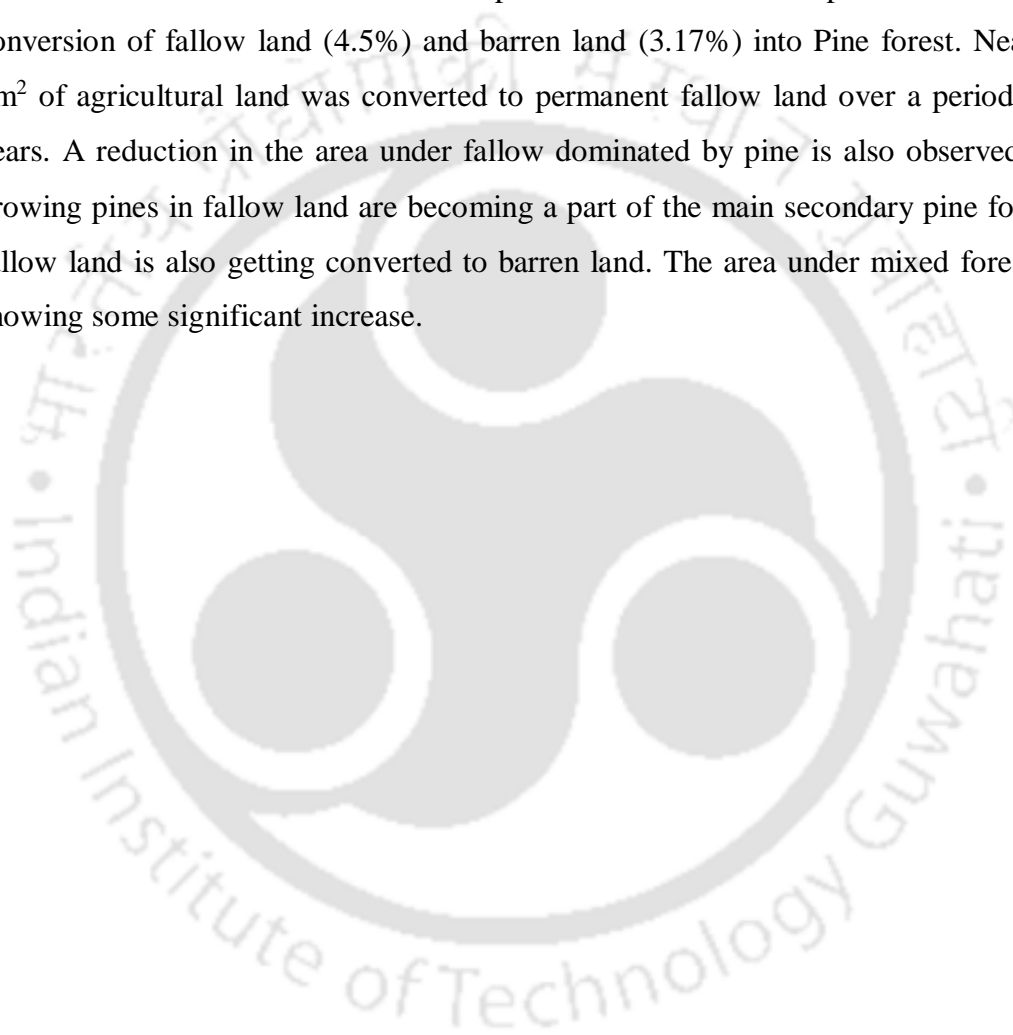 onversion of fallow land (4.5%) and barren land (3.17%) into Pine forest. Nea
m² of agricultural land was converted to permanent fallow land over a period
ears. A reduction in the area under fallow dominated by pine is also observed
rowing pines in fallow land are becoming a part of the main secondary pine fo
llow land is also getting converted to barren land. The area under mixed fore
howing some significant increase.
गुवाहाटी
Indian Institute of Technology Guwahati